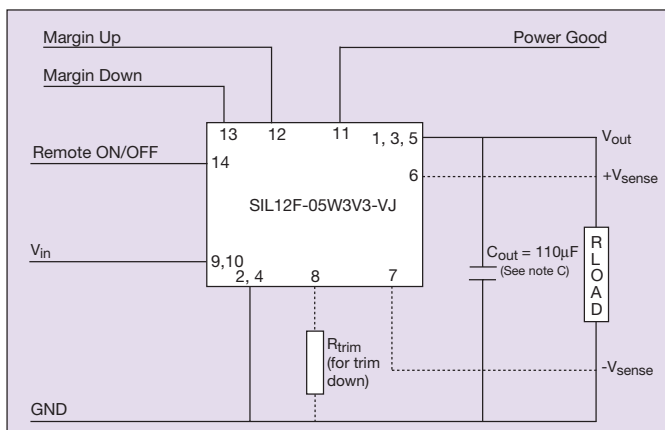 Margin Up
Power Good
Margin Down
13
12
11
1, 3, 5
Vout
Remote ON/OFF
14
6
+Vsense
SIL12F-05W3V3-VJ
Vin
9,10
2, 4
8
7
Cout = 110μF
(See note C)
RLOAD
Rtrim
(for trim
down)
-Vsense
GND